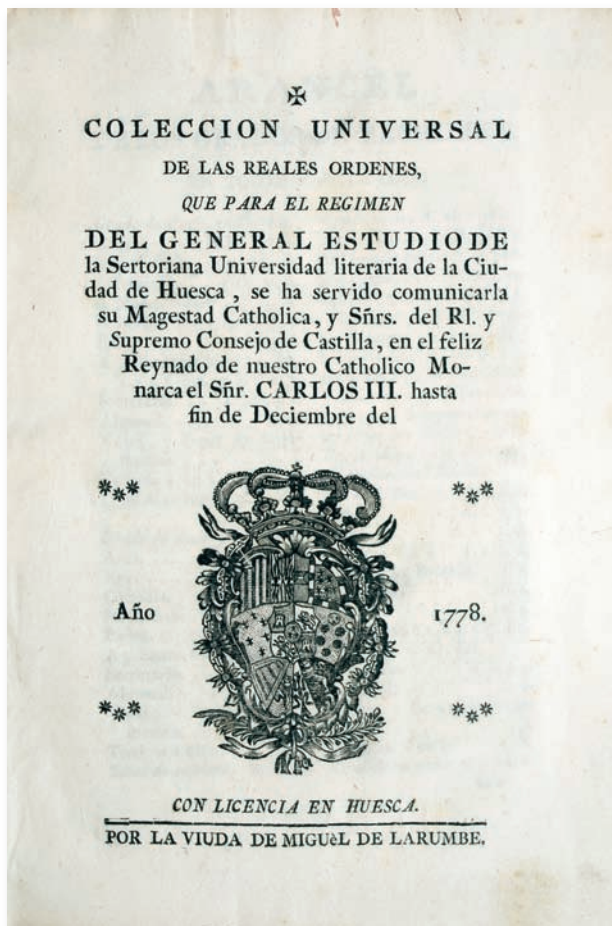 ✠
COLECCION UNIVERSAL
DE LAS REALES ORDENES,
QUE PARA EL REGIMEN
DEL GENERAL ESTUDIO DE
la Sertoriana Universidad literaria de la Ciu-
dad de Huesca , se ha servido comunicarla
su Magestad Catholica, y Sñrs. del Rl. y
Supremo Consejo de Castilla, en el feliz
Reynado de nuestro Catholico Mo-
narca el Sñr. CARLOS III. hasta
fin de Deciembre del
Año 1778.
CON LICENCIA EN HUESCA.
POR LA VIUDA DE MIGUèL DE LARUMBE.